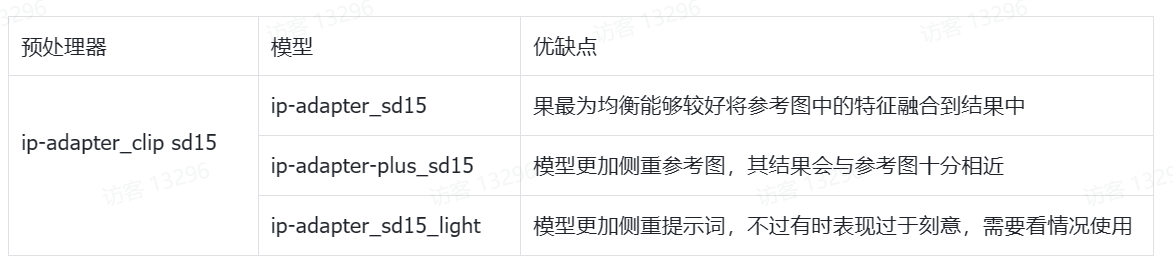 访客 13296
访客 13296
访客 13296
预处理器 模型 优缺点
ip-adapter_sd15 果最为均衡能够较好将参考图中的特征融合到结果中
ip-adapter_clip sd15
ip-adapter-plus_sd15 模型更加侧重参考图，其结果会与参考图十分相近
访客 13296
访客 13296
访客 13296
访客 13296
ip-adapter_sd15_light 模型更加侧重提示词，不过有时表现过于刻意，需要看情况使用